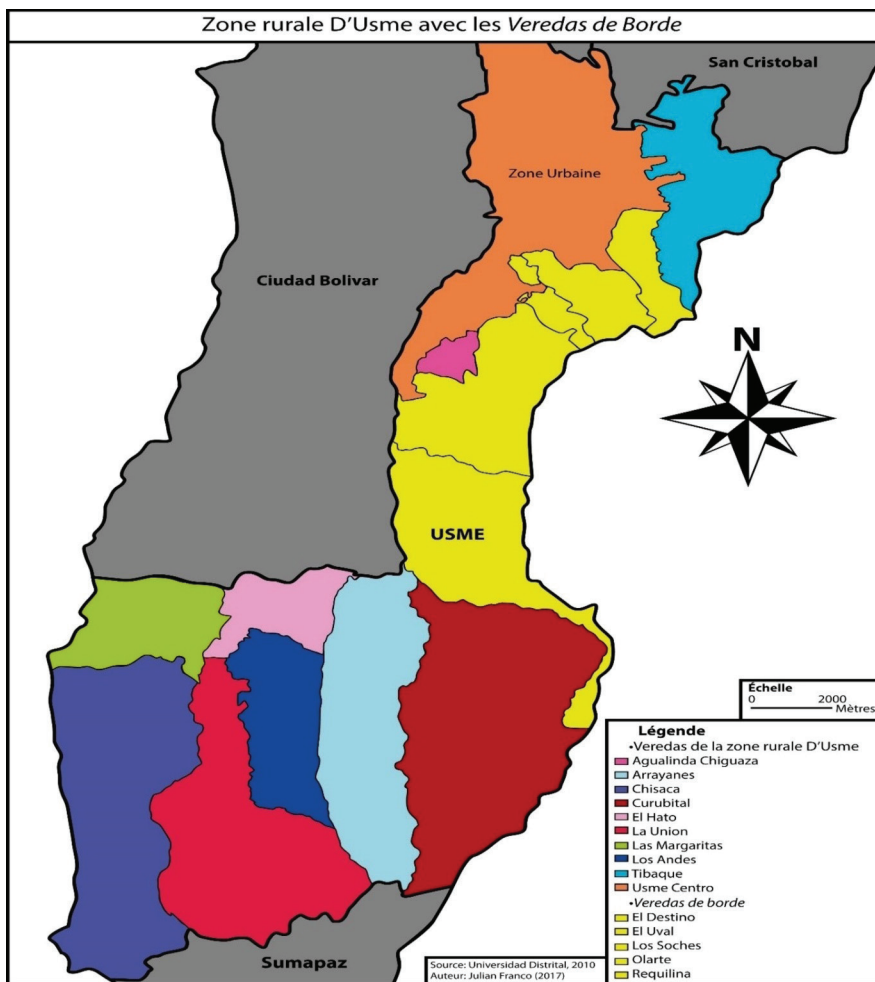 Zone rurale D'Usme avec les Veredas de Borde
San Cristobal
Zone Urbaine
Ciudad Bolivar
N
USME
Échelle
0 2000
Mètres
Légende
•Veredas de la zone rurale D'Usme
Agualinda Chiguaza
Arrayanes
Chisaca
Curubital
El Hato
La Union
Las Margaritas
Los Andes
Tibaque
Usme Centro
•Veredas de borde
El Destino
El Uval
Los Soches
Olarte
Requilina
Sumapaz
Source: Universidad Distrital, 2010
Auteur: Julian Franco (2017)